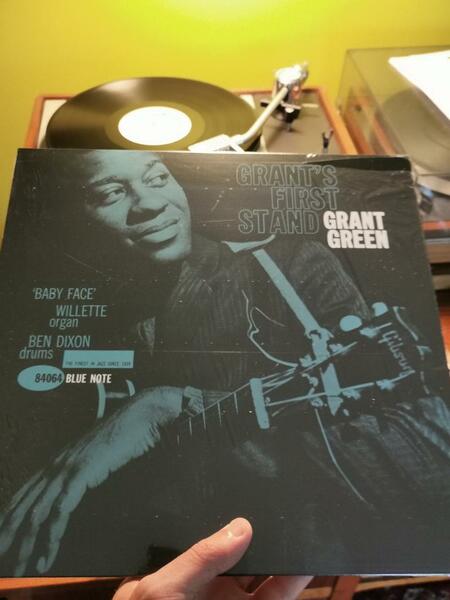 GRANT'S
FIRST
STAND GRANT
GREEN
'BABY FACE'
WILLETTE
organ
BEN DIXON
drums
THE FINEST IN JAZZ SINCE 1939
84064 BLUE NOTE
Gibson